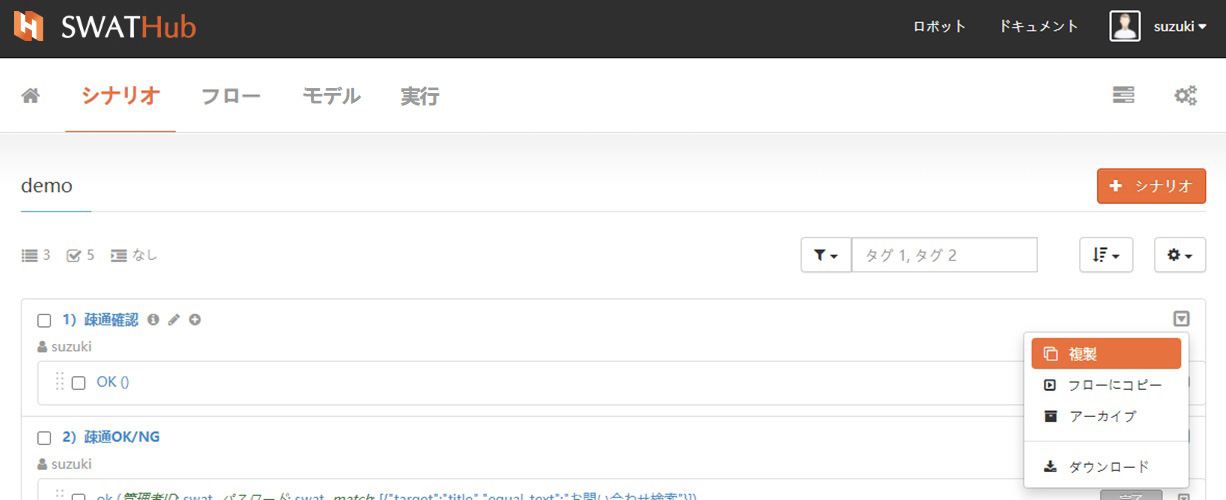 SWATHub ロボット ドキュメント suzuki
シナリオ フロー モデル 実行
demo
シナリオ
3 5 なし タグ 1, タグ 2
1) 疎通確認
suzuki
複製
OK ()
フローにコピー
アーカイブ
2) 疎通OK/NG
suzuki
ダウンロード
ok (管理者ID: swat, パスワード: swat, match: [{"target":"title","equal_text":"お問い合わせ検索"}])
完了